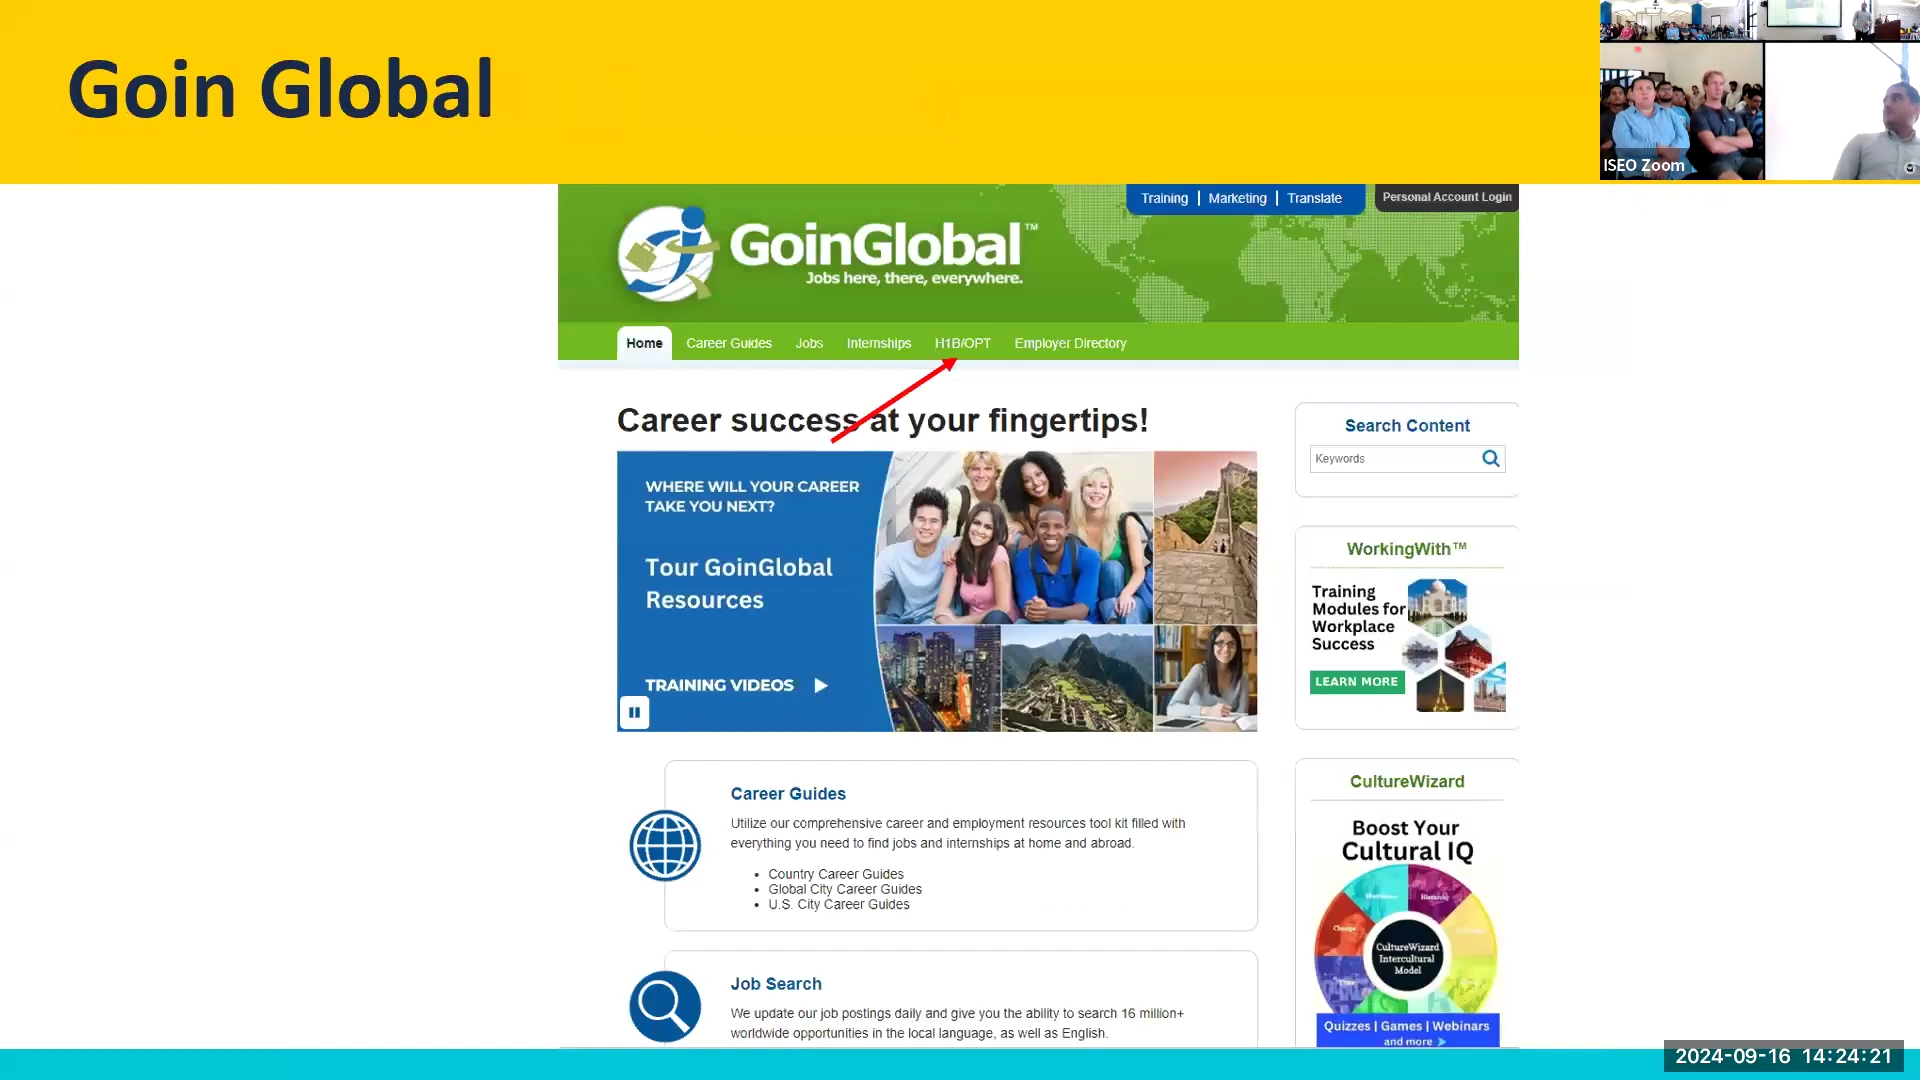 Goin Global
ISEO Zoom
Training | Marketing | Translate
Personal Account Login
GoinGlobal™
Jobs here, there, everywhere.
Home Career Guides Jobs Internships H1B/OPT Employer Directory
Career success at your fingertips!
WHERE WILL YOUR CAREER
TAKE YOU NEXT?
Tour GoinGlobal
Resources
TRAINING VIDEOS
Search Content
Keywords
WorkingWith™
Training
Modules for
Workplace
Success
LEARN MORE
Career Guides
Utilize our comprehensive career and employment resources tool kit filled with
everything you need to find jobs and internships at home and abroad.
• Country Career Guides
• Global City Career Guides
• U.S. City Career Guides
Job Search
We update our job postings daily and give you the ability to search 16 million+
worldwide opportunities in the local language, as well as English.
CultureWizard
Boost Your
Cultural IQ
Hierarchy
Change
Time
CultureWizard
Intercultural
Model
Quizzes | Games | Webinars
and more
2024-09-16 14:24:21